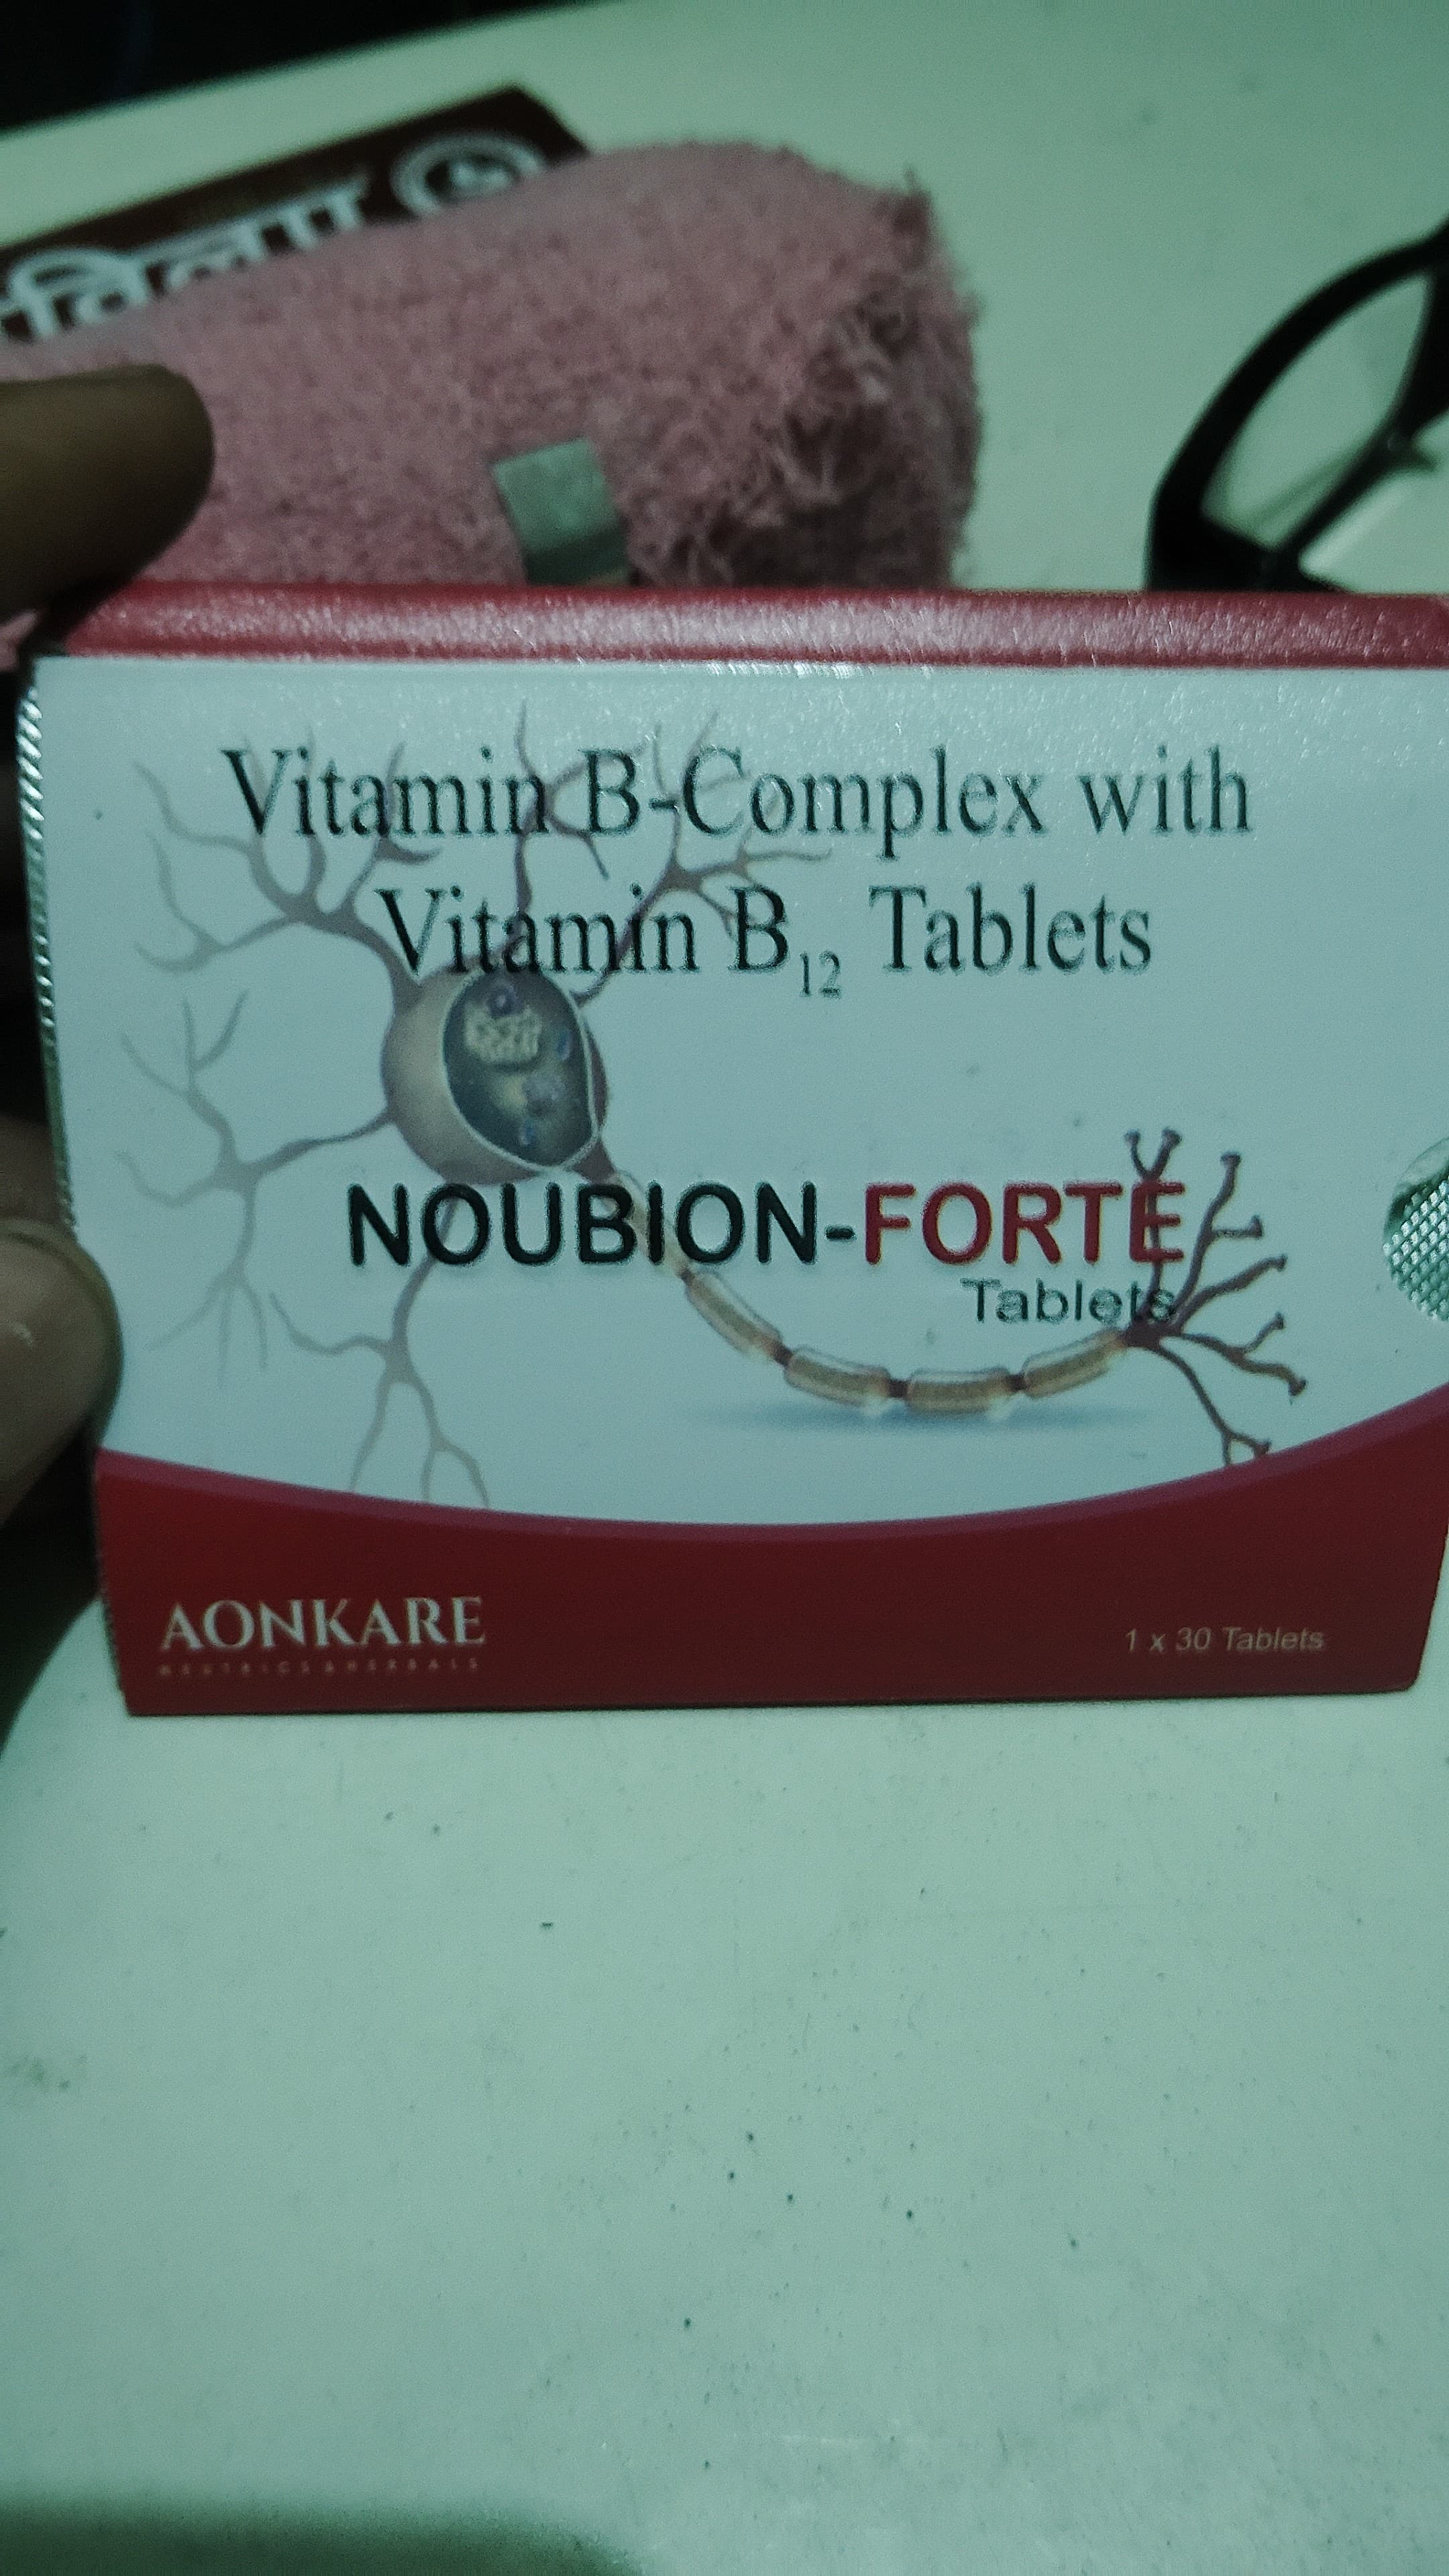 Vitamin B-Complex with
Vitamin B12 Tablets
NOUBION-FORTE
Tablets
AONKARE
1 x 30 Tablets